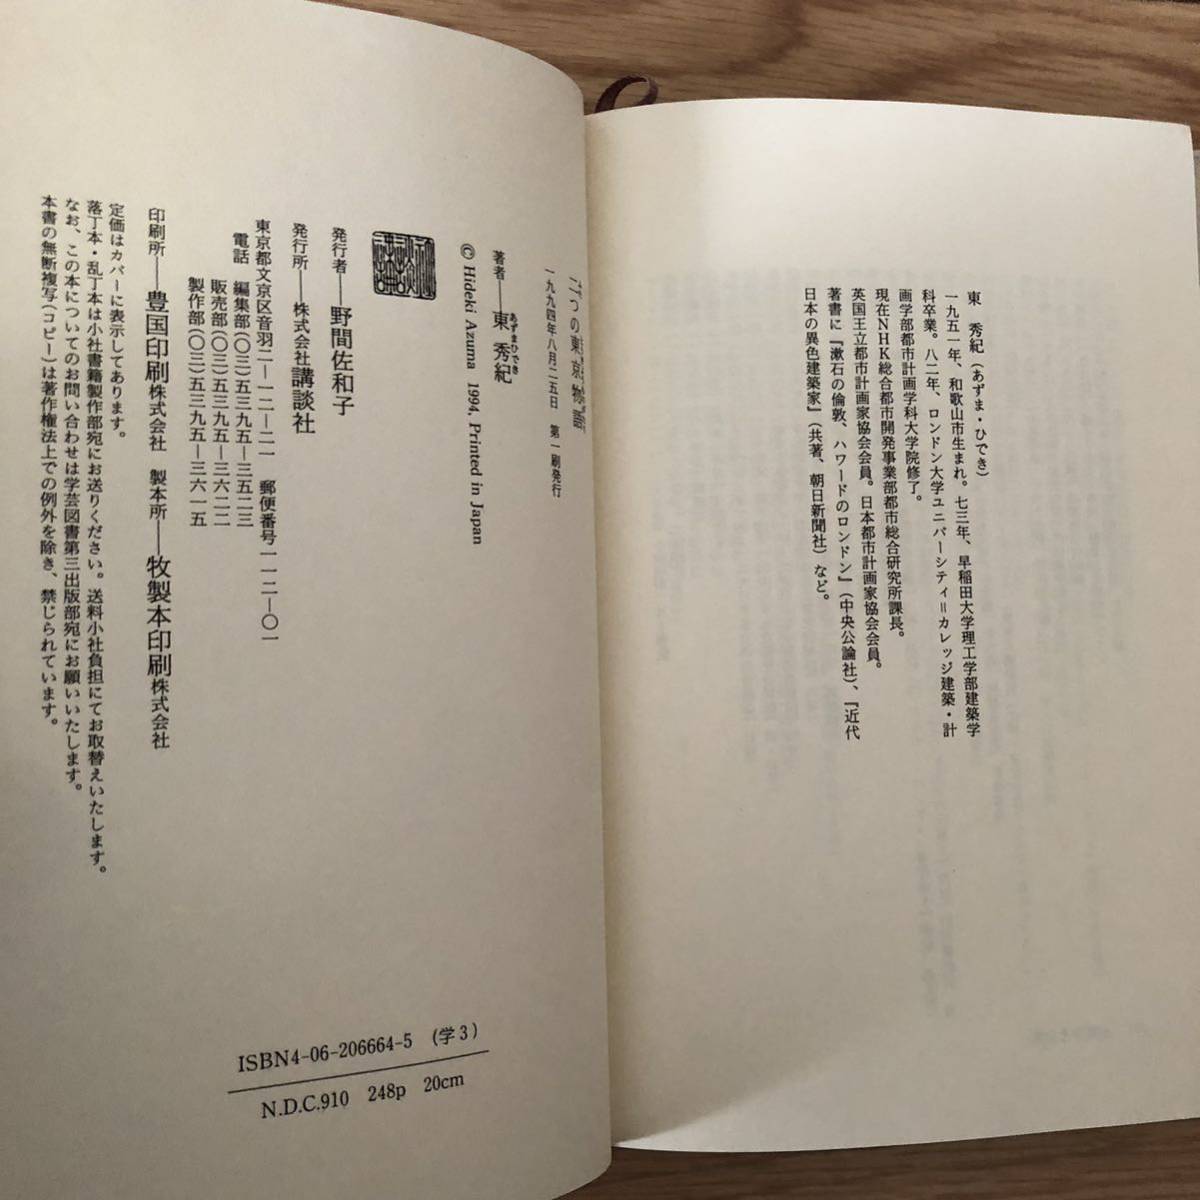 東　秀紀（あずま・ひでき）
一九五一年、和歌山市生まれ。七三年、早稲田大学理工学部建築学
科卒業。八二年、ロンドン大学ユニバーシティ＝カレッジ建築・計
画学部都市計画学科大学院修了。
現在NHK総合都市開発事業部都市総合研究所課長。
英国王立都市計画家協会会員。日本都市計画家協会会員。
著書に『漱石の倫敦、ハワードのロンドン』（中央公論社）、『近代
日本の異色建築家』（共著、朝日新聞社）など。
二つの東京物語
一九九四年八月二五日　第一刷発行
著者——東　秀紀
あずまひでき
© Hideki Azuma 1994, Printed in Japan
発行者——野間佐和子
発行所——株式会社講談社
東京都文京区音羽二—一二—二一　郵便番号一一二—〇一
電話　編集部（〇三）五三九五—三五二三
販売部（〇三）五三九五—三六二二
製作部（〇三）五三九五—三六一五
印刷所——豊国印刷株式会社　製本所——牧製本印刷株式会社
定価はカバーに表示してあります。
落丁本・乱丁本は小社書籍製作部宛にお送りください。送料小社負担にてお取替えいたします。
なお、この本についてのお問い合わせは学芸図書第三出版部宛にお願いいたします。
本書の無断複写（コピー）は著作権法上での例外を除き、禁じられています。
ISBN4-06-206664-5　（学3）
N.D.C.910　248p　20cm